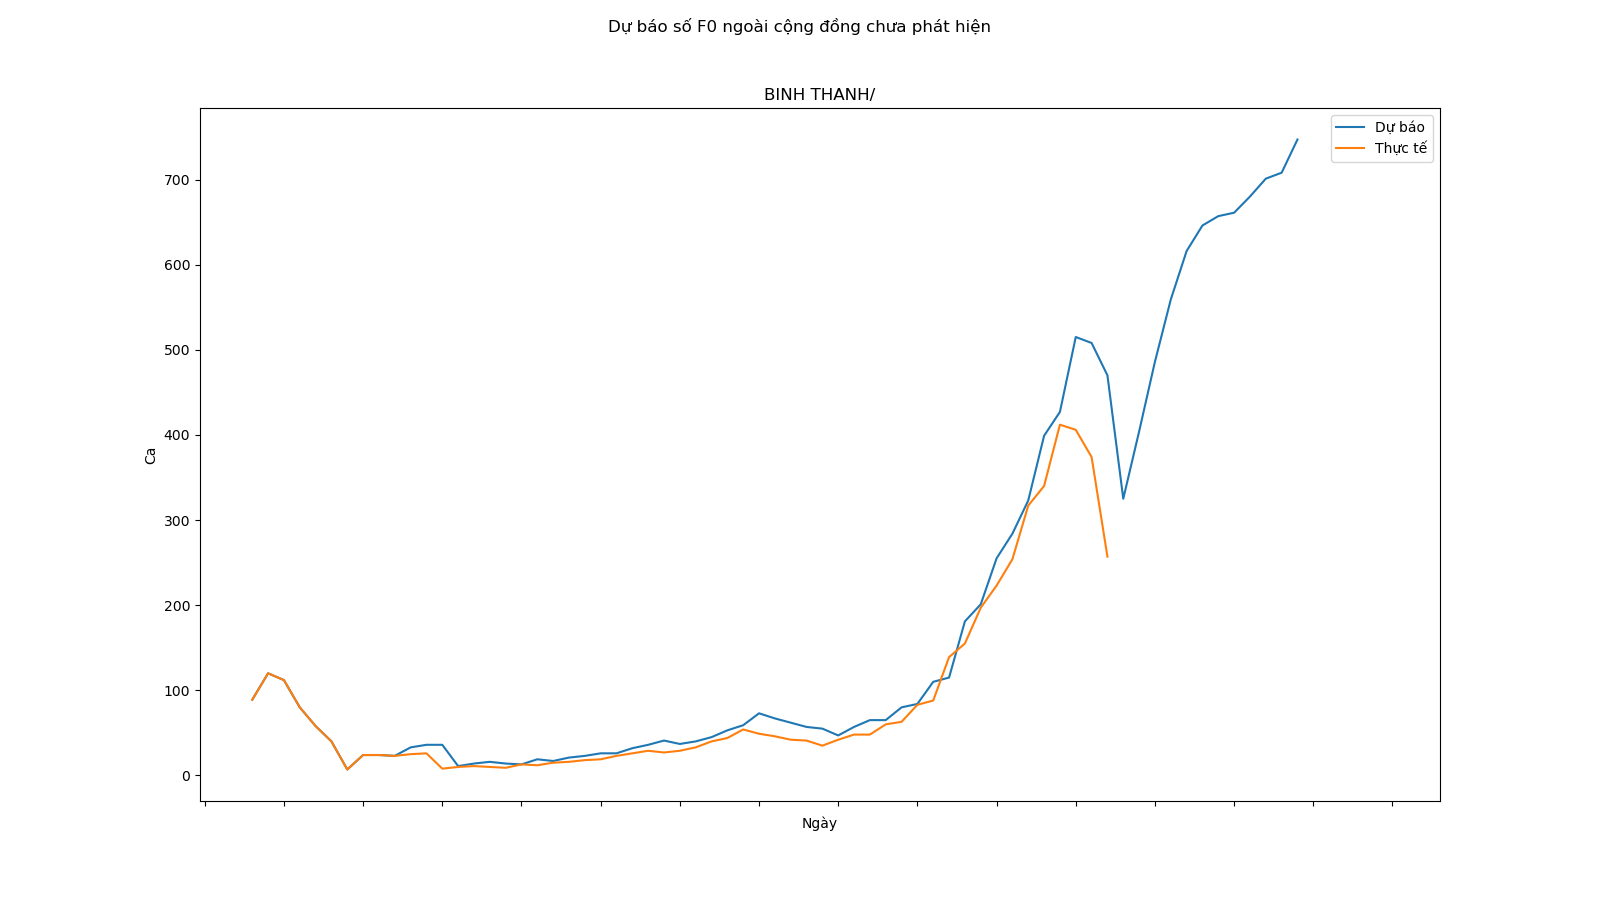 Dự báo số F0 ngoài cộng đồng chưa phát hiện
BINH THANH/
Dự báo
Thực tế
700
600
500
400
300
200
100
0
Ca
Ngày